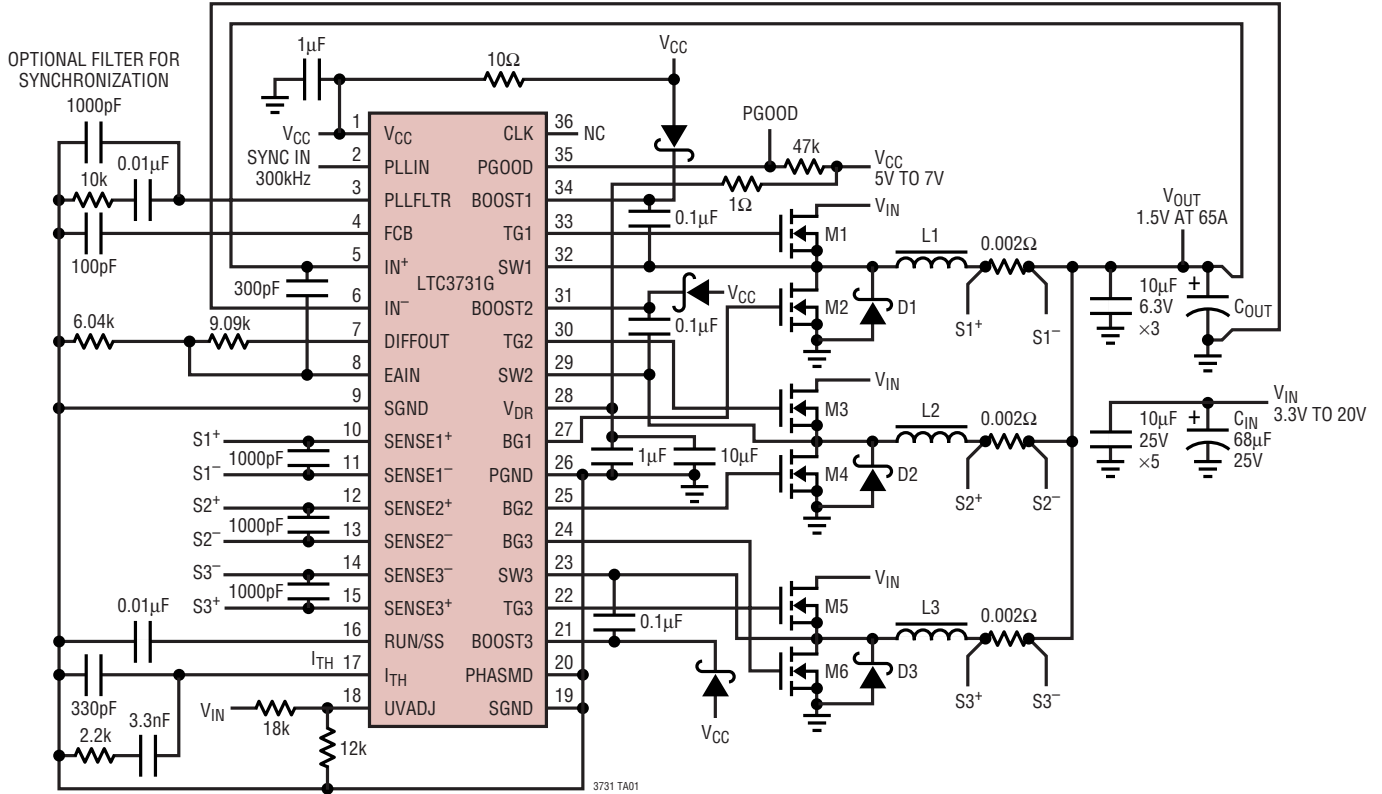 OPTIONAL FILTER FOR
SYNCHRONIZATION
1000pF
0.01µF
10k
100pF
1µF
10Ω
VCC
VCC
SYNC IN
300kHz
300pF
6.04k
9.09k
S1+
1000pF
S1−
S2+
1000pF
S2−
S3−
1000pF
S3+
0.01µF
ITH
330pF
2.2k
3.3nF
VIN
18k
12k
LTC3731G
1 VCC
2 PLLIN
3 PLLFLTR
4 FCB
5 IN+
6 IN−
7 DIFFOUT
8 EAIN
9 SGND
10 SENSE1+
11 SENSE1−
12 SENSE2+
13 SENSE2−
14 SENSE3−
15 SENSE3+
16 RUN/SS
17 ITH
18 UVADJ
CLK 36
PGOOD 35
BOOST1 34
TG1 33
SW1 32
BOOST2 31
TG2 30
SW2 29
VDR 28
BG1 27
PGND 26
BG2 25
BG3 24
SW3 23
TG3 22
BOOST3 21
PHASMD 20
SGND 19
NC
PGOOD
47k
VCC
5V TO 7V
1Ω
0.1µF
VCC
0.1µF
1µF
10µF
0.1µF
VCC
VIN
M1
M2
D1
L1
0.002Ω
S1+
S1−
VIN
M3
M4
D2
L2
0.002Ω
S2+
S2−
VIN
M5
M6
D3
L3
0.002Ω
S3+
S3−
VOUT
1.5V AT 65A
10µF
6.3V
×3
+
COUT
VIN
3.3V TO 20V
10µF
25V
×5
+
CIN
68µF
25V
3731 TA01